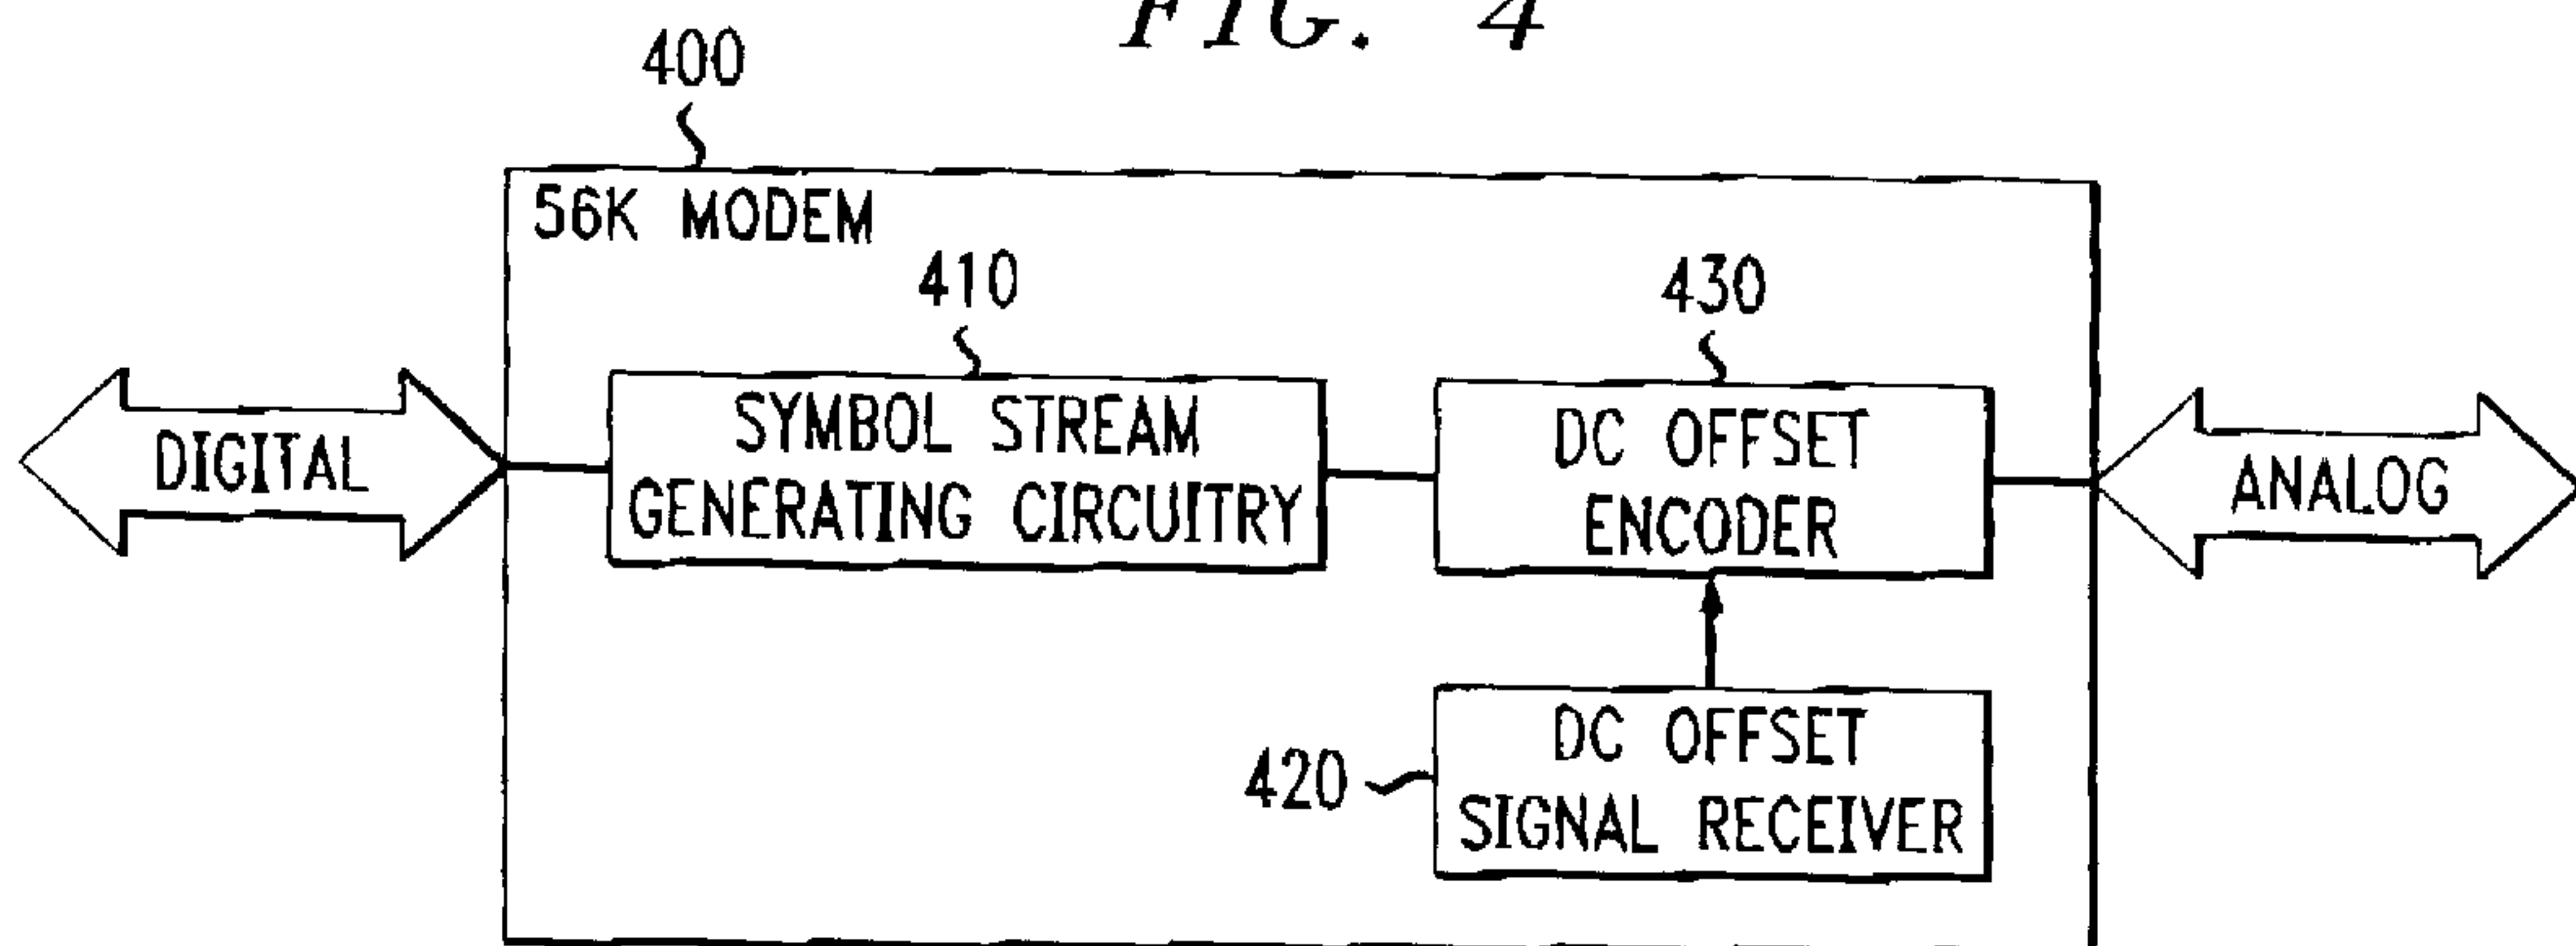 FIG. 4
400
56K MODEM
410
430
DIGITAL
SYMBOL STREAM
GENERATING CIRCUITRY
DC OFFSET
ENCODER
ANALOG
420
DC OFFSET
SIGNAL RECEIVER